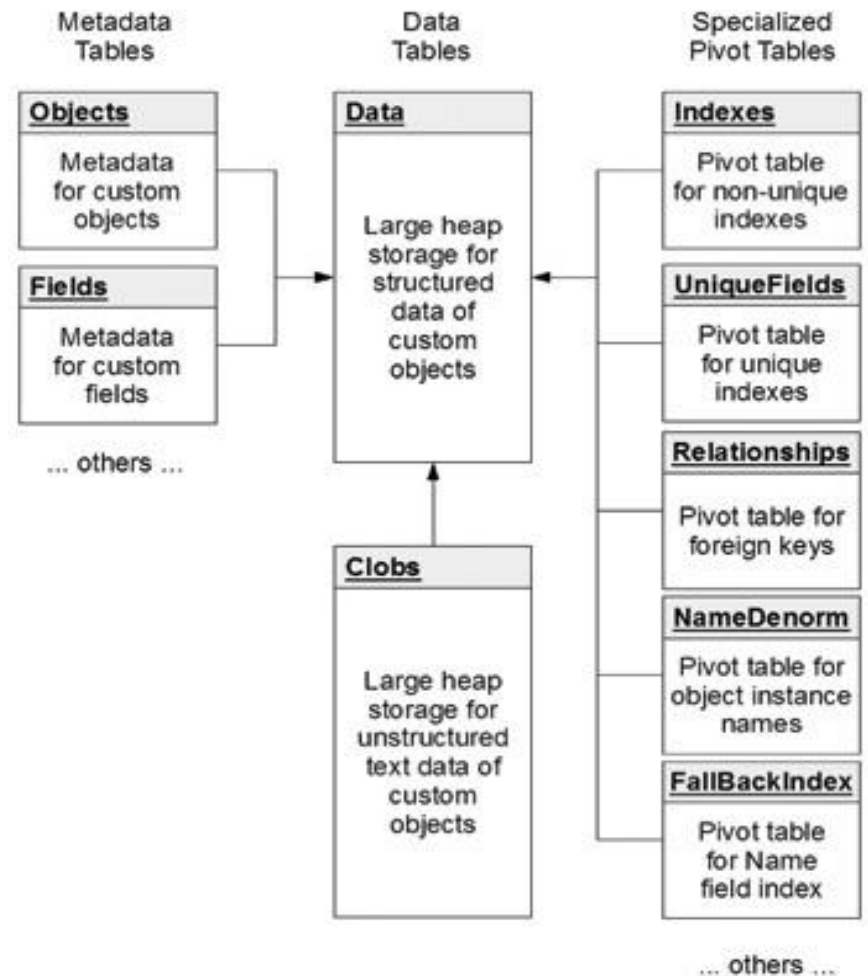 Metadata
Tables
Objects
Metadata
for custom
objects
Fields
Metadata
for custom
fields
... others ...
Data
Tables
Data
Large heap
storage for
structured
data of
custom
objects
Clobs
Large heap
storage for
unstructured
text data of
custom
objects
Specialized
Pivot Tables
Indexes
Pivot table
for non-unique
indexes
UniqueFields
Pivot table
for unique
indexes
Relationships
Pivot table for
foreign keys
NameDenorm
Pivot table for
object instance
names
FallBackIndex
Pivot table
for Name
field index
... others ...